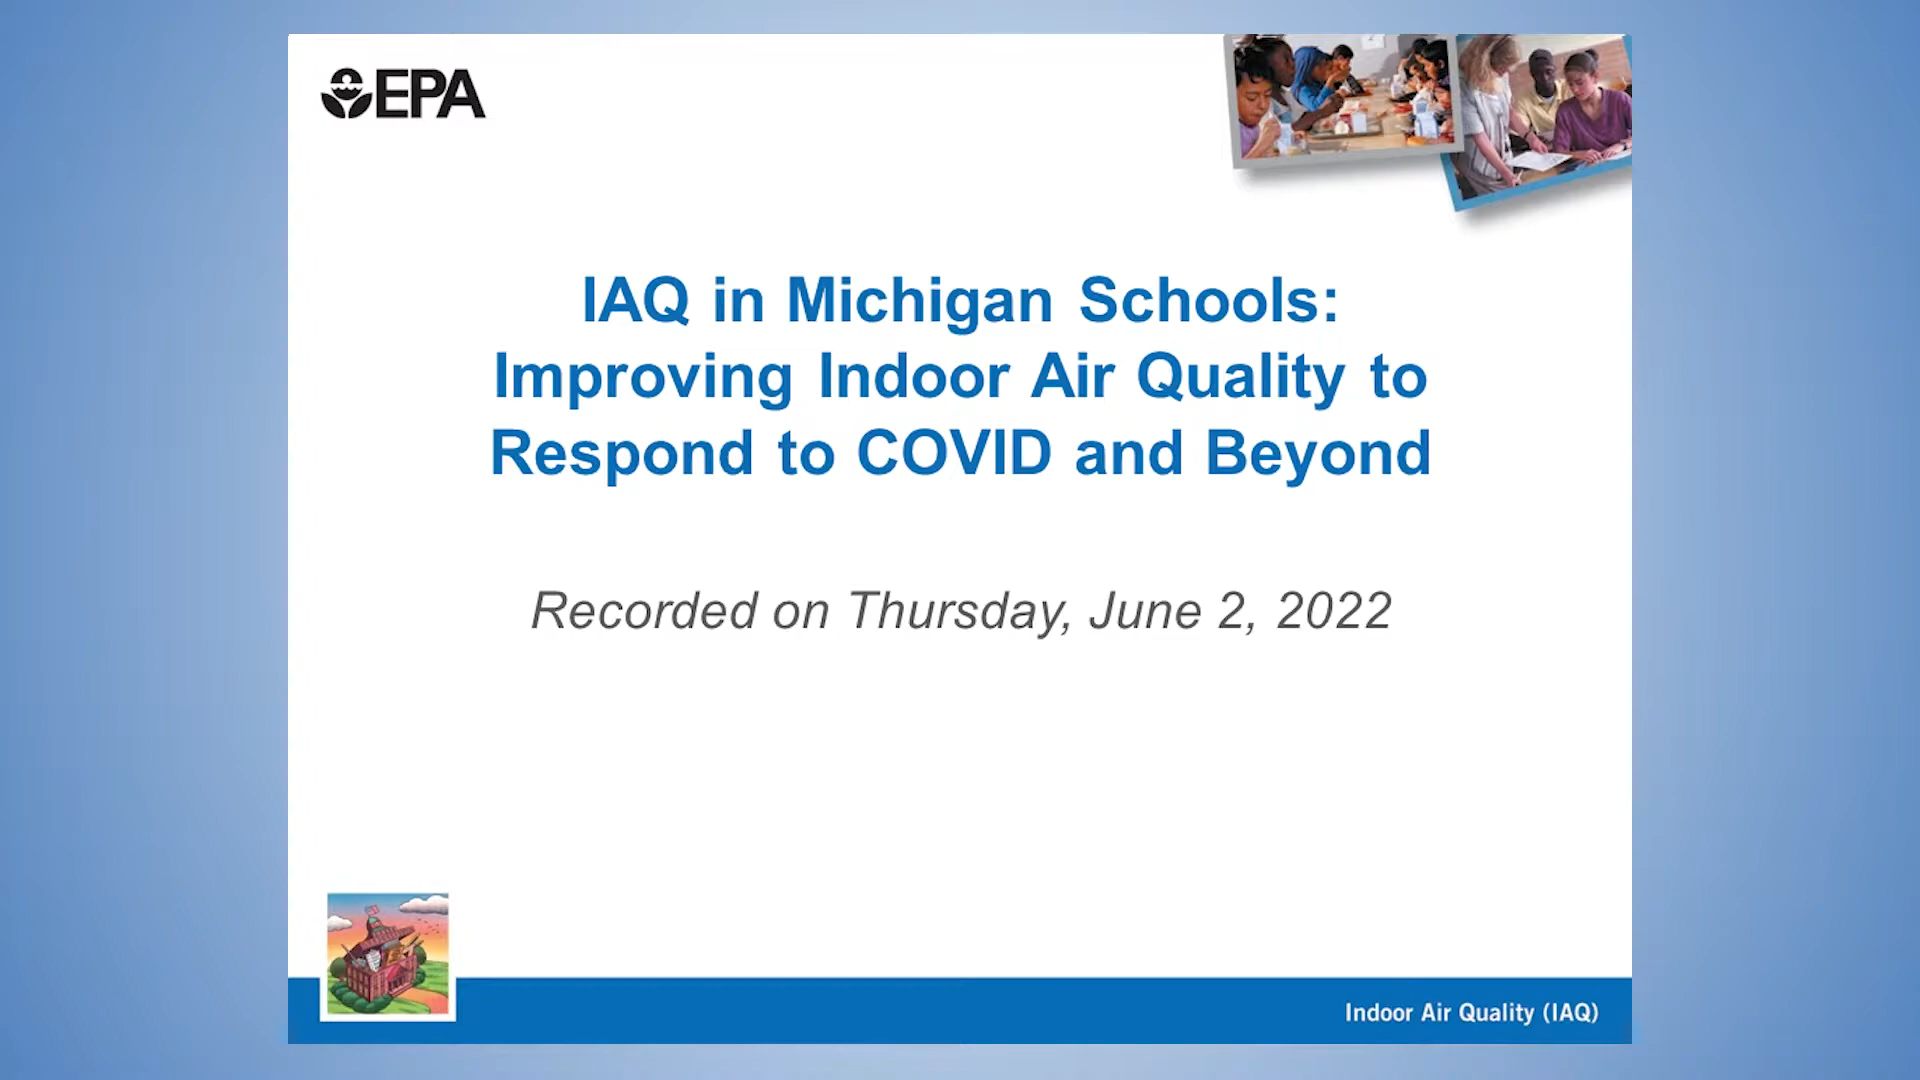 EPA
IAQ in Michigan Schools:
Improving Indoor Air Quality to
Respond to COVID and Beyond
Recorded on Thursday, June 2, 2022
Indoor Air Quality (IAQ)